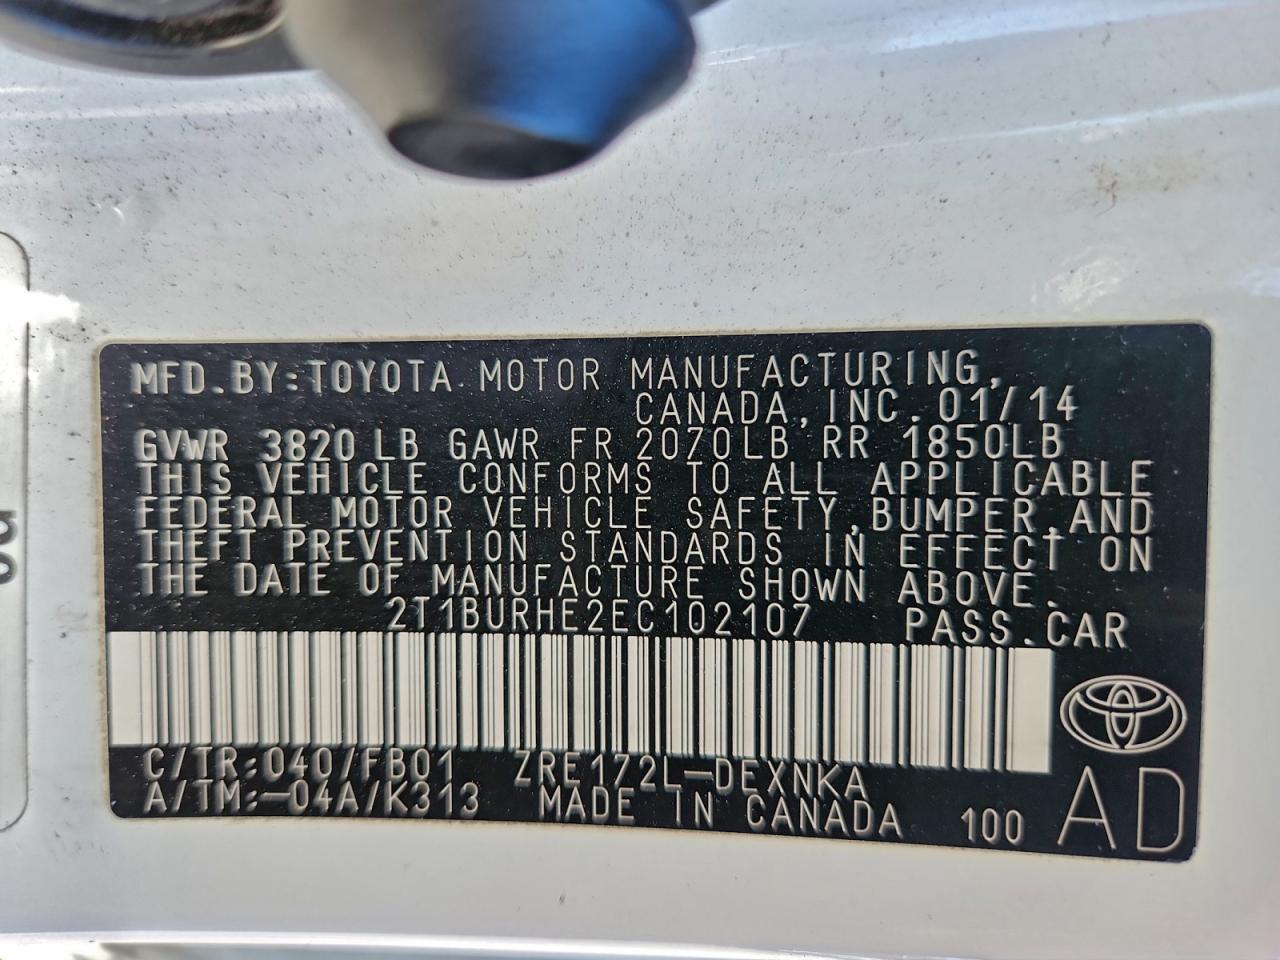 MFD.BY:TOYOTA MOTOR MANUFACTURING,
CANADA,INC. 01/14
GVWR 3820LB GAWR FR 2070LB RR 1850LB
THIS VEHICLE CONFORMS TO ALL APPLICABLE
FEDERAL MOTOR VEHICLE SAFETY,BUMPER,AND
THEFT PREVENTION STANDARDS IN EFFECT ON
THE DATE OF MANUFACTURE SHOWN ABOVE.
2T1BURHE2EC102107 PASS.CAR
C/TR:040/FB01 ZRE172L-DEXNKA
A/TM:-04A/K313 MADE IN CANADA 100
AD